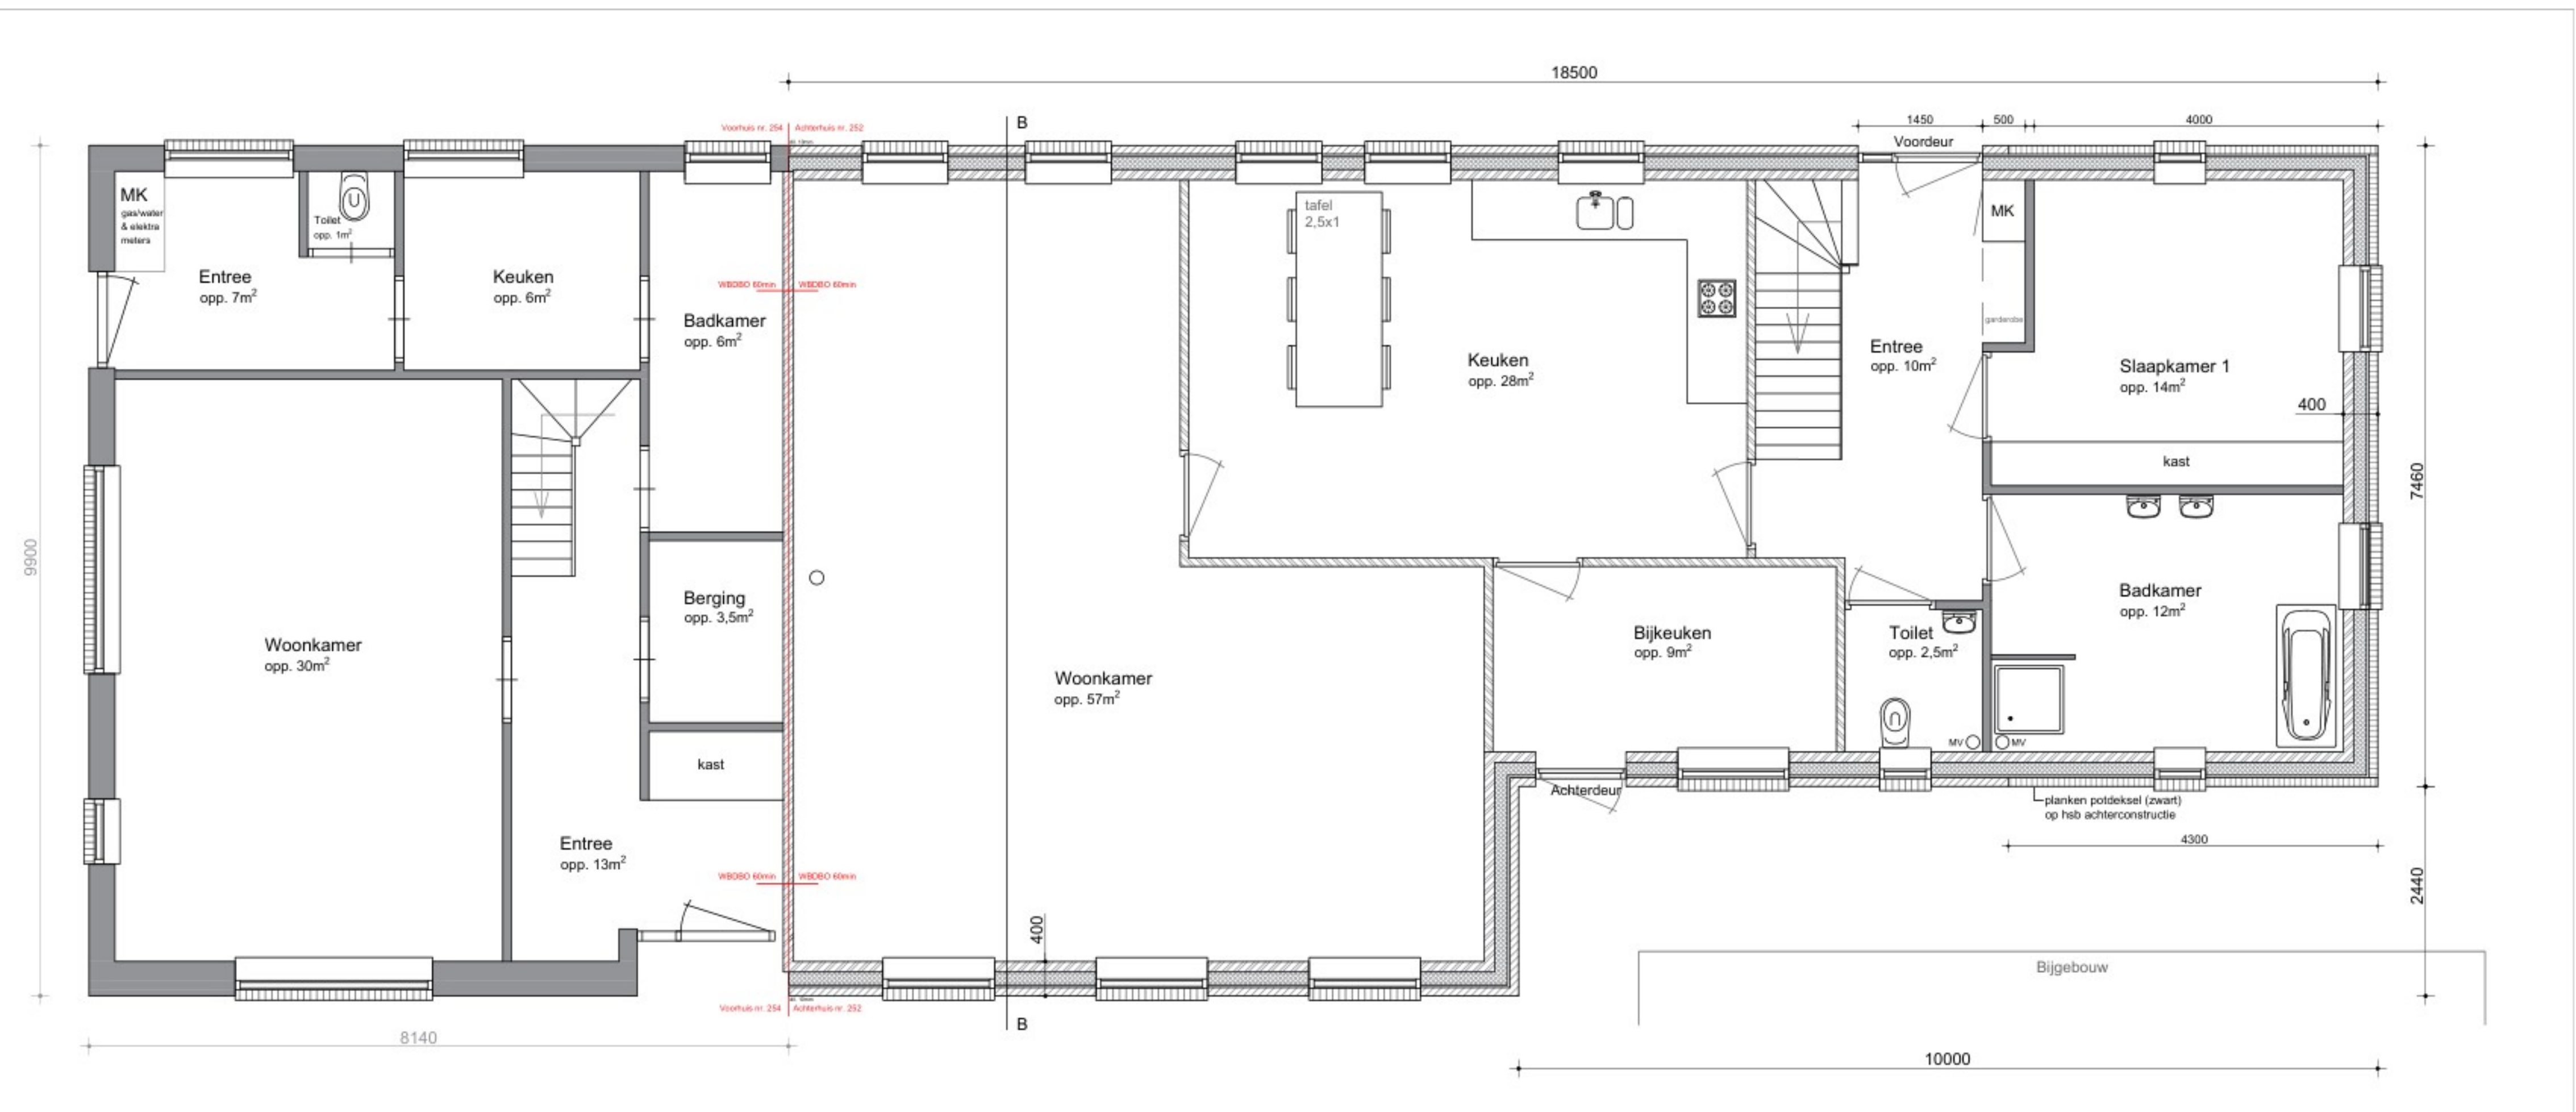 18500
1450
500
4000
Voordeur
B
Voorhuis nr. 254
Achterhuis nr. 252
MK
gas/water
& elektra
meters
Toilet
opp. 1m²
Entree
opp. 7m²
Keuken
opp. 6m²
WBDBO 60min
WBDBO 60min
Badkamer
opp. 6m²
tafel
2,5x1
Keuken
opp. 28m²
MK
garderobe
Entree
opp. 10m²
Slaapkamer 1
opp. 14m²
400
kast
7460
9900
Berging
opp. 3,5m²
Woonkamer
opp. 30m²
Woonkamer
opp. 57m²
Bijkeuken
opp. 9m²
Toilet
opp. 2,5m²
Badkamer
opp. 12m²
MV
MV
kast
Achterdeur
planken potdeksel (zwart)
op hsb achterconstructie
4300
Entree
opp. 13m²
WBDBO 60min
WBDBO 60min
400
2440
Bijgebouw
Voorhuis nr. 254
Achterhuis nr. 252
B
8140
10000